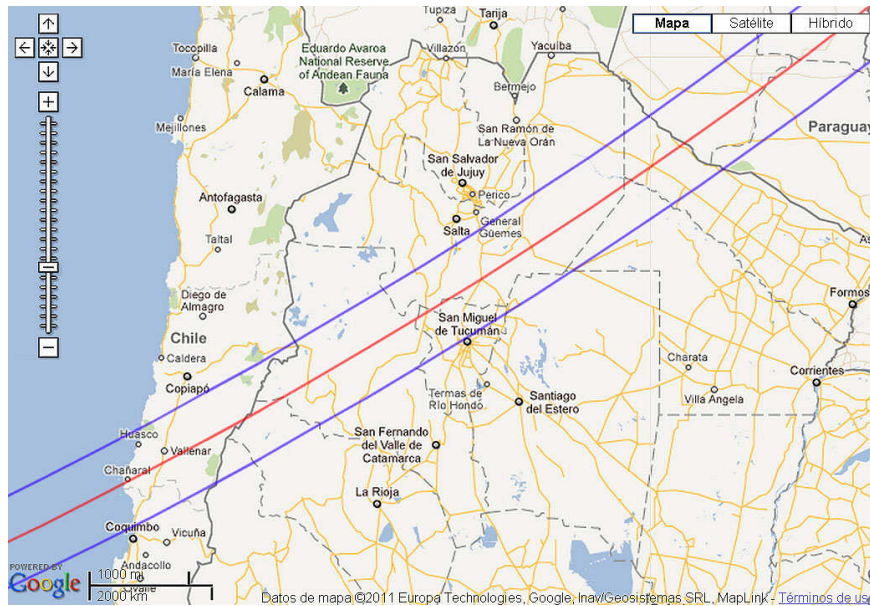 Mapa
Satélite
Híbrido
Tupiza
Tarija
Tocopilla
María Elena
Calama
Eduardo Avaroa
National Reserve
of Andean Fauna
Villazón
Yacuiba
Bermejo
Mejillones
San Ramón de
La Nueva Orán
Paraguay
San Salvador
de Jujuy
Perico
Antofagasta
General
Güemes
Salta
Taltal
Diego de
Almagro
Formos
San Miguel
de Tucumán
Chile
Caldera
Copiapó
Charata
Corrientes
Termas de
Río Hondo
Villa Angela
Santiago
del Estero
Huasco
San Fernando
del Valle de
Catamarca
Vallenar
Chañaral
La Rioja
Coquimbo
Vicuña
Andacollo
Ovalle
POWERED BY
Google
1000 mi
2000 km
Datos de mapa ©2011 Europa Technologies, Google, Inav/Geosistemas SRL, MapLink - Términos de us